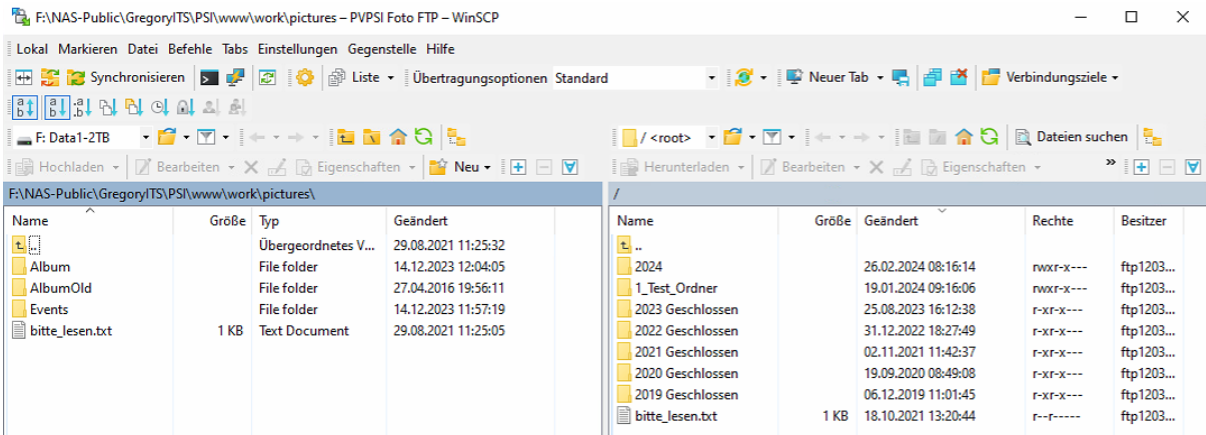 F:\NAS-Public\GregoryITS\PSI\www\work\pictures – PVPSI Foto FTP – WinSCP
Lokal Markieren Datei Befehle Tabs Einstellungen Gegenstelle Hilfe
Synchronisieren Liste Übertragungsoptionen Standard Neuer Tab Verbindungsziele
F: Data1-2TB / <root> Dateien suchen
Hochladen Bearbeiten Eigenschaften Neu Herunterladen Bearbeiten Eigenschaften »
F:\NAS-Public\GregoryITS\PSI\www\work\pictures\ /
Name Größe Typ Geändert Name Größe Geändert Rechte Besitzer
.. Übergeordnetes V... 29.08.2021 11:25:32 ..
Album File folder 14.12.2023 12:04:05 2024 26.02.2024 08:16:14 rwxr-x--- ftp1203...
AlbumOld File folder 27.04.2016 19:56:11 1_Test_Ordner 19.01.2024 09:16:06 rwxr-x--- ftp1203...
Events File folder 14.12.2023 11:57:19 2023 Geschlossen 25.08.2023 16:12:38 r-xr-x--- ftp1203...
bitte_lesen.txt 1 KB Text Document 29.08.2021 11:25:05 2022 Geschlossen 31.12.2022 18:27:49 r-xr-x--- ftp1203...
2021 Geschlossen 02.11.2021 11:42:37 r-xr-x--- ftp1203...
2020 Geschlossen 19.09.2020 08:49:08 r-xr-x--- ftp1203...
2019 Geschlossen 06.12.2019 11:01:45 r-xr-x--- ftp1203...
bitte_lesen.txt 1 KB 18.10.2021 13:20:44 r--r----- ftp1203...